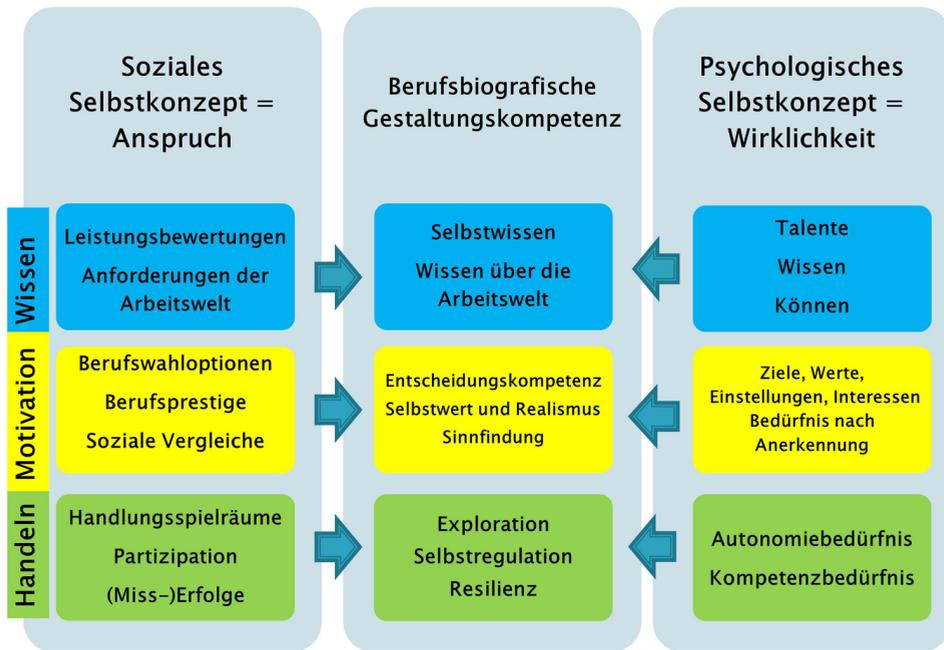 Soziales
Selbstkonzept =
Anspruch
Berufsbiografische
Gestaltungskompetenz
Psychologisches
Selbstkonzept =
Wirklichkeit
Wissen
Leistungsbewertungen
Anforderungen der
Arbeitswelt
Selbstwissen
Wissen über die
Arbeitswelt
Talente
Wissen
Können
Motivation
Berufswahloptionen
Berufsprestige
Soziale Vergleiche
Entscheidungskompetenz
Selbstwert und Realismus
Sinnfindung
Ziele, Werte,
Einstellungen, Interessen
Bedürfnis nach
Anerkennung
Handeln
Handlungsspielräume
Partizipation
(Miss-)Erfolge
Exploration
Selbstregulation
Resilienz
Autonomiebedürfnis
Kompetenzbedürfnis